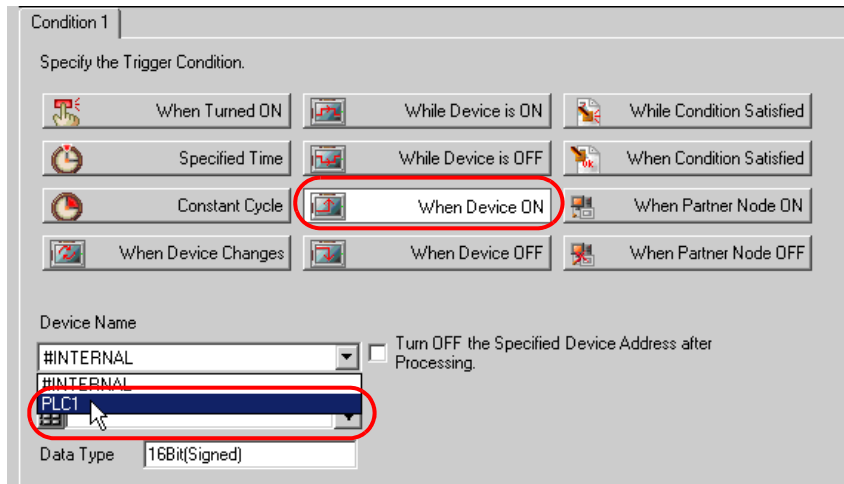 Condition 1
Specify the Trigger Condition.
When Turned ON While Device is ON While Condition Satisfied
Specified Time While Device is OFF When Condition Satisfied
Constant Cycle When Device ON When Partner Node ON
When Device Changes When Device OFF When Partner Node OFF
Device Name
#INTERNAL
Turn OFF the Specified Device Address after
Processing.
#INTERNAL
PLC1
Data Type 16Bit(Signed)